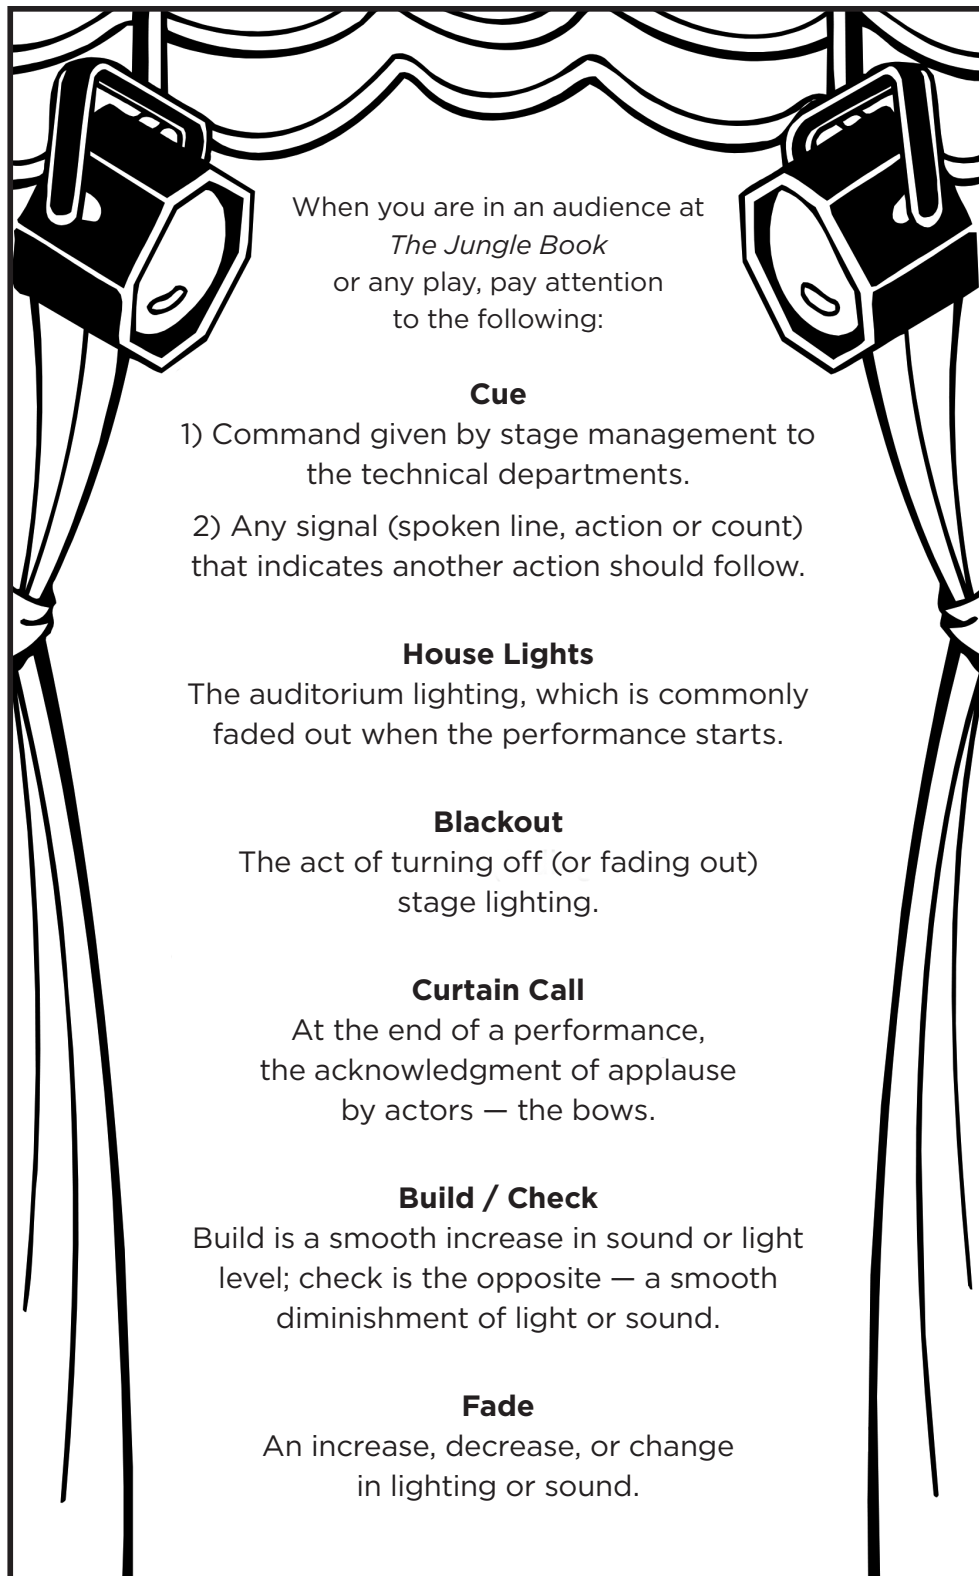 When you are in an audience at
The Jungle Book
or any play, pay attention
to the following:
Cue
1) Command given by stage management to
the technical departments.
2) Any signal (spoken line, action or count)
that indicates another action should follow.
House Lights
The auditorium lighting, which is commonly
faded out when the performance starts.
Blackout
The act of turning off (or fading out)
stage lighting.
Curtain Call
At the end of a performance,
the acknowledgment of applause
by actors — the bows.
Build / Check
Build is a smooth increase in sound or light
level; check is the opposite — a smooth
diminishment of light or sound.
Fade
An increase, decrease, or change
in lighting or sound.